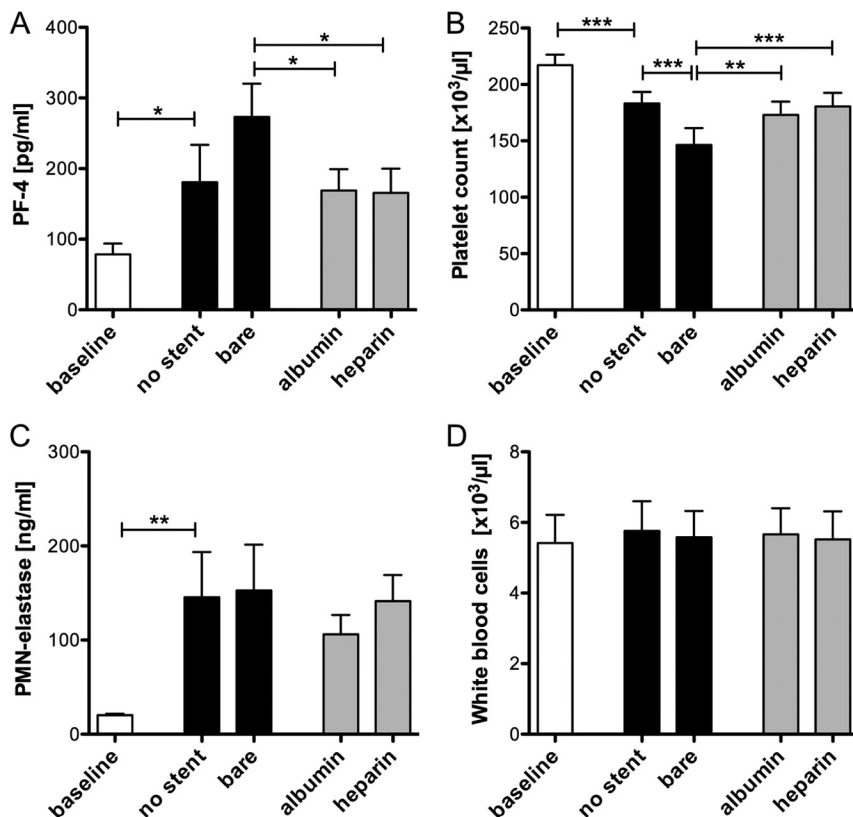 A
PF-4 [pg/ml]
400
300
200
100
0
*
*
*
baseline
no stent
bare
albumin
heparin
B
Platelet count [x10³/µl]
250
200
150
100
50
0
***
***
***
**
baseline
no stent
bare
albumin
heparin
C
PMN-elastase [ng/ml]
300
200
100
0
**
baseline
no stent
bare
albumin
heparin
D
White blood cells [x10³/µl]
8
6
4
2
0
baseline
no stent
bare
albumin
heparin